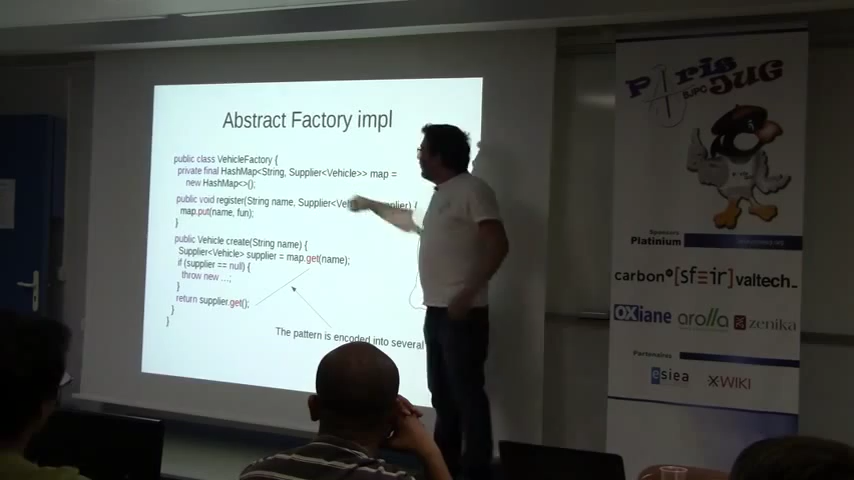 Abstract Factory impl
public class VehicleFactory {
private final HashMap<String, Supplier<Vehicle>> map =
new HashMap<>();
public void register(String name, Supplier<Veh plier) {
map.put(name, fun);
}
public Vehicle create(String name) {
Supplier<Vehicle> supplier = map.get(name);
if (supplier == null) {
throw new ...;
}
return supplier.get();
}
}
The pattern is encoded into several
Paris
JUG
Sponsors
Platinium
carbon [sfeir] valtech_
OXiane arolla zenika
Partenaires
esiea XWIKI